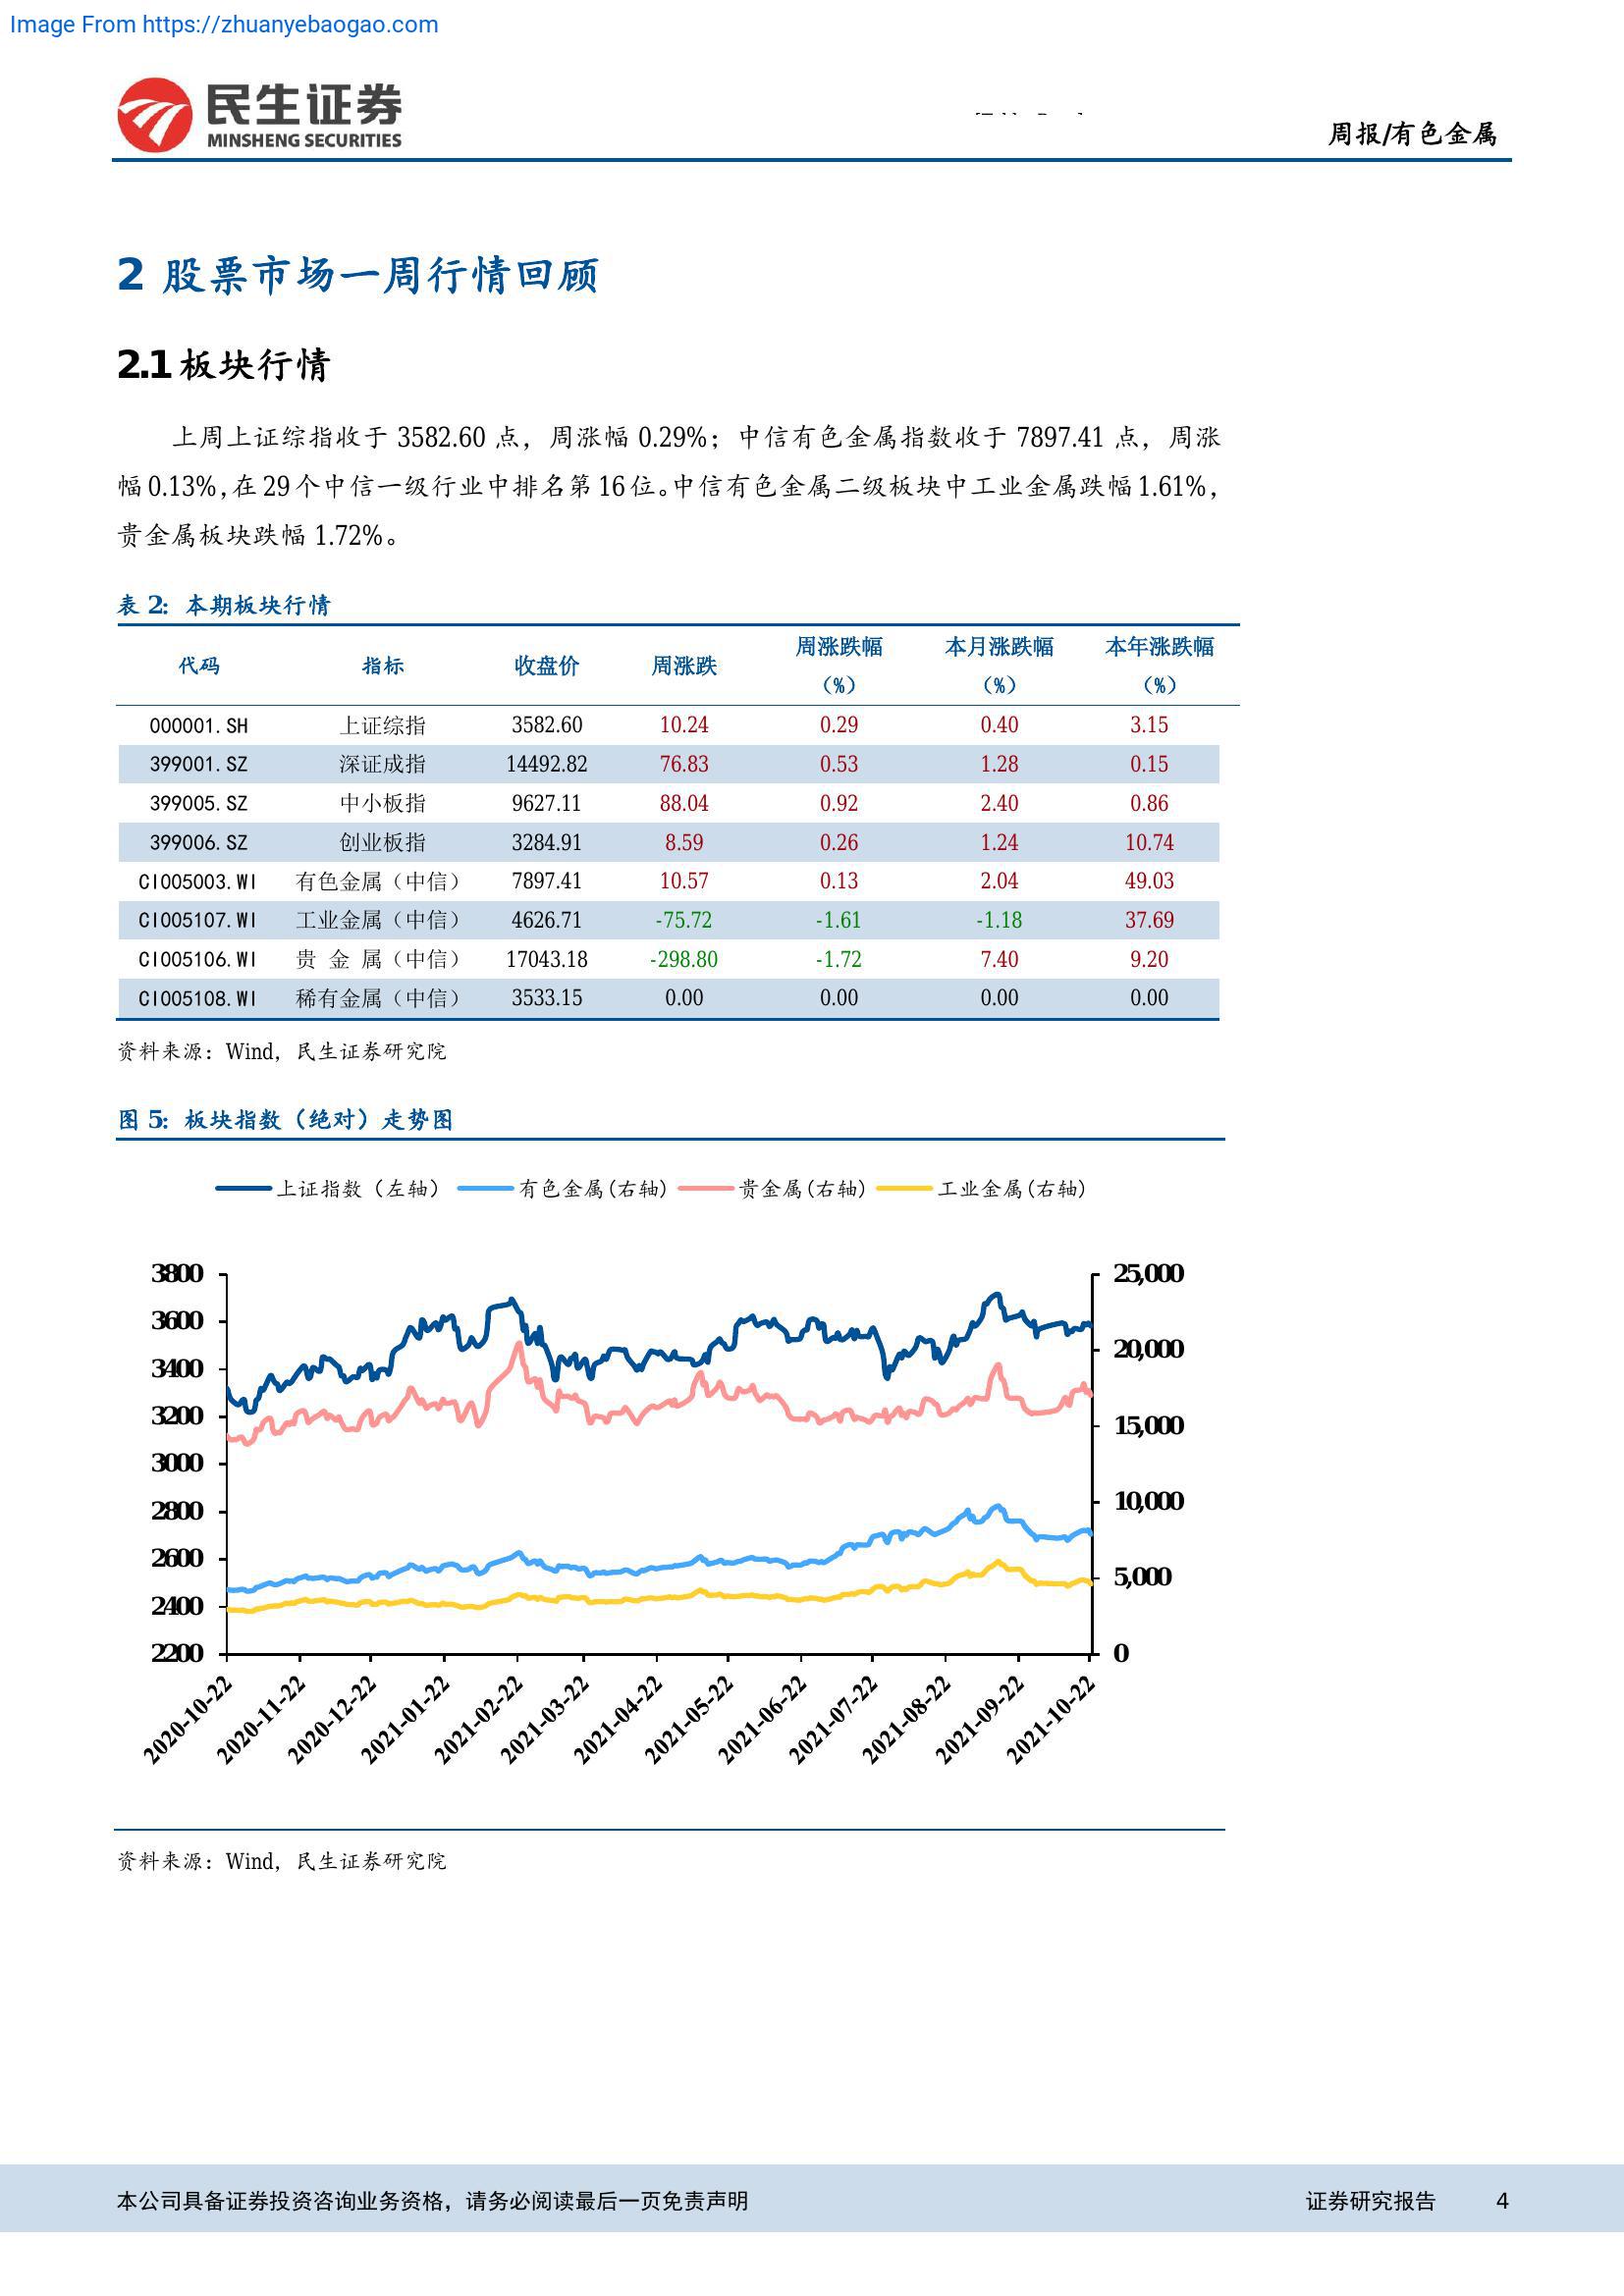 Image From https://zhuanyebaogao.com
民生证券
MINSHENG SECURITIES
周报/有色金属
2 股票市场一周行情回顾
2.1 板块行情
上周上证综指收于 3582.60 点，周涨幅 0.29%；中信有色金属指数收于 7897.41 点，周涨
幅 0.13%，在 29 个中信一级行业中排名第 16 位。中信有色金属二级板块中工业金属跌幅 1.61%，
贵金属板块跌幅 1.72%。
表 2：本期板块行情
代码 指标 收盘价 周涨跌 周涨跌幅（%） 本月涨跌幅（%） 本年涨跌幅（%）
000001.SH 上证综指 3582.60 10.24 0.29 0.40 3.15
399001.SZ 深证成指 14492.82 76.83 0.53 1.28 0.15
399005.SZ 中小板指 9627.11 88.04 0.92 2.40 0.86
399006.SZ 创业板指 3284.91 8.59 0.26 1.24 10.74
CI005003.WI 有色金属（中信） 7897.41 10.57 0.13 2.04 49.03
CI005107.WI 工业金属（中信） 4626.71 -75.72 -1.61 -1.18 37.69
CI005106.WI 贵 金 属（中信） 17043.18 -298.80 -1.72 7.40 9.20
CI005108.WI 稀有金属（中信） 3533.15 0.00 0.00 0.00 0.00
资料来源：Wind，民生证券研究院
图 5：板块指数（绝对）走势图
上证指数（左轴） 有色金属(右轴) 贵金属(右轴) 工业金属(右轴)
3800 25,000
3600
20,000
3400
3200
15,000
3000
2800 10,000
2600
5,000
2400
2200 0
2020-10-22 2020-11-22 2020-12-22 2021-01-22 2021-02-22 2021-03-22 2021-04-22 2021-05-22 2021-06-22 2021-07-22 2021-08-22 2021-09-22 2021-10-22
资料来源：Wind，民生证券研究院
本公司具备证券投资咨询业务资格，请务必阅读最后一页免责声明 证券研究报告 4